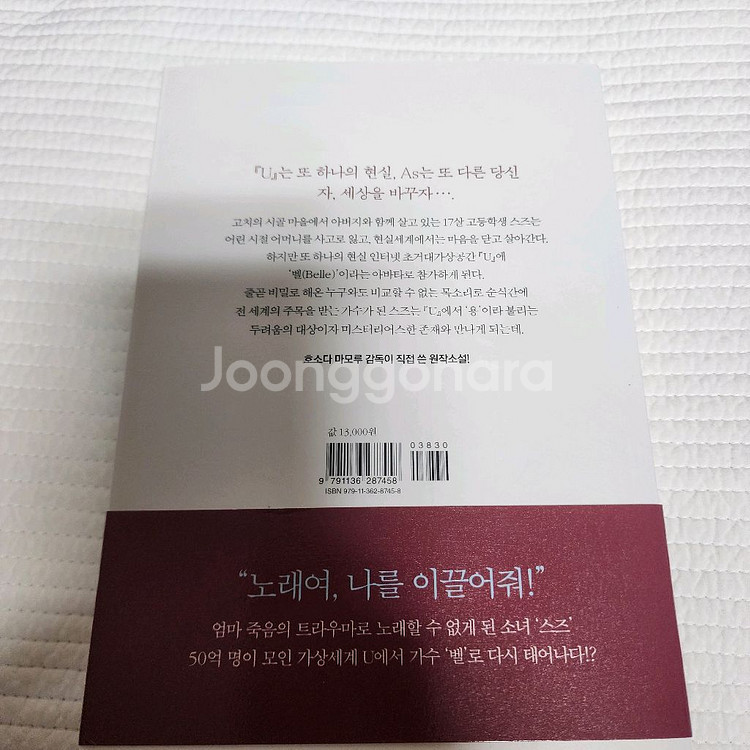 『U』는 또 하나의 현실, As는 또 다른 당신
자, 세상을 바꾸자….
고치의 시골 마을에서 아버지와 함께 살고 있는 17살 고등학생 스즈는
어린 시절 어머니를 사고로 잃고, 현실세계에서는 마음을 닫고 살아간다.
하지만 또 하나의 현실 인터넷 초거대가상공간 『U』에
‘벨(Belle)’이라는 아바타로 참가하게 된다.
줄곧 비밀로 해온 누구와도 비교할 수 없는 목소리로 순식간에
전 세계의 주목을 받는 가수가 된 스즈는 『U』에서 ‘용’이라 불리는
두려움의 대상이자 미스터리어스한 존재와 만나게 되는데.
호소다 마모루 감독이 직접 쓴 원작소설!
Joonggonara
값 13,000원
03830
9 791136 287458
ISBN 979-11-362-8745-8
“노래여, 나를 이끌어줘!”
엄마 죽음의 트라우마로 노래할 수 없게 된 소녀 ‘스즈’
50억 명이 모인 가상세계 U에서 가수 ‘벨’로 다시 태어나다!?